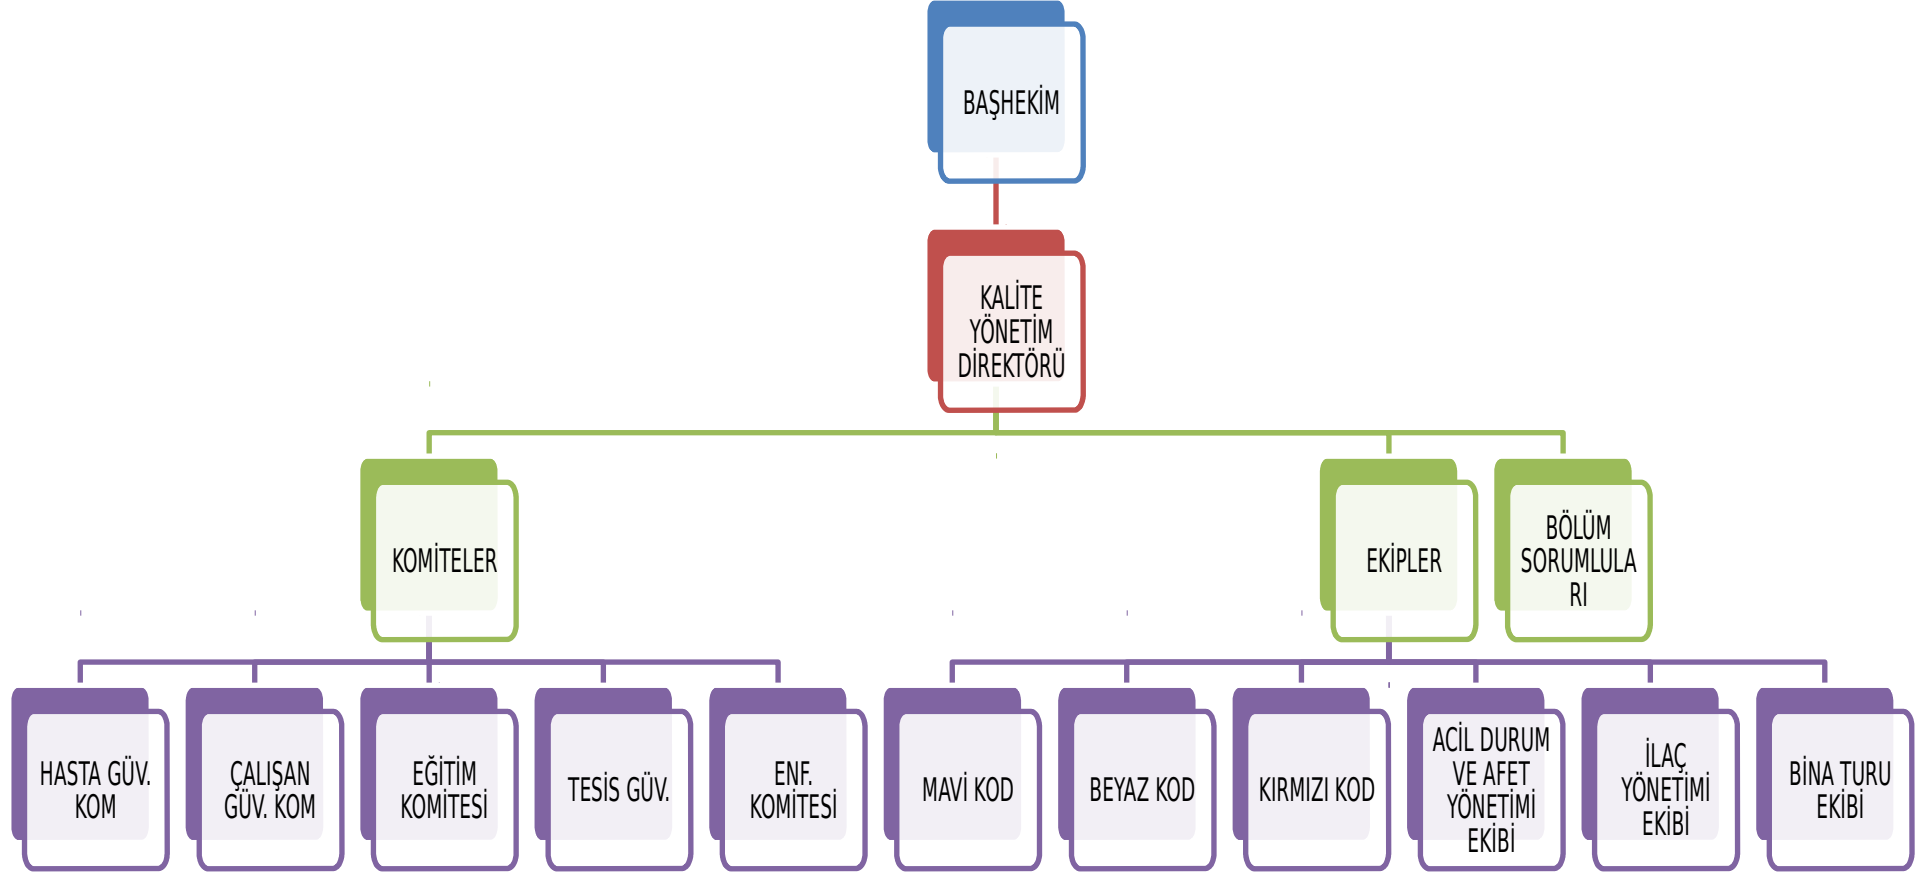 BAŞHEKİM
KALİTE
YÖNETİM
DİREKTÖRÜ
KOMİTELER
EKİPLER
BÖLÜM
SORUMLULA
RI
HASTA GÜV.
KOM
ÇALIŞAN
GÜV. KOM
EĞİTİM
KOMİTESİ
TESİS GÜV.
ENF.
KOMİTESİ
MAVİ KOD
BEYAZ KOD
KIRMIZI KOD
ACİL DURUM
VE AFET
YÖNETİMİ
EKİBİ
İLAÇ
YÖNETİMİ
EKİBİ
BİNA TURU
EKİBİ